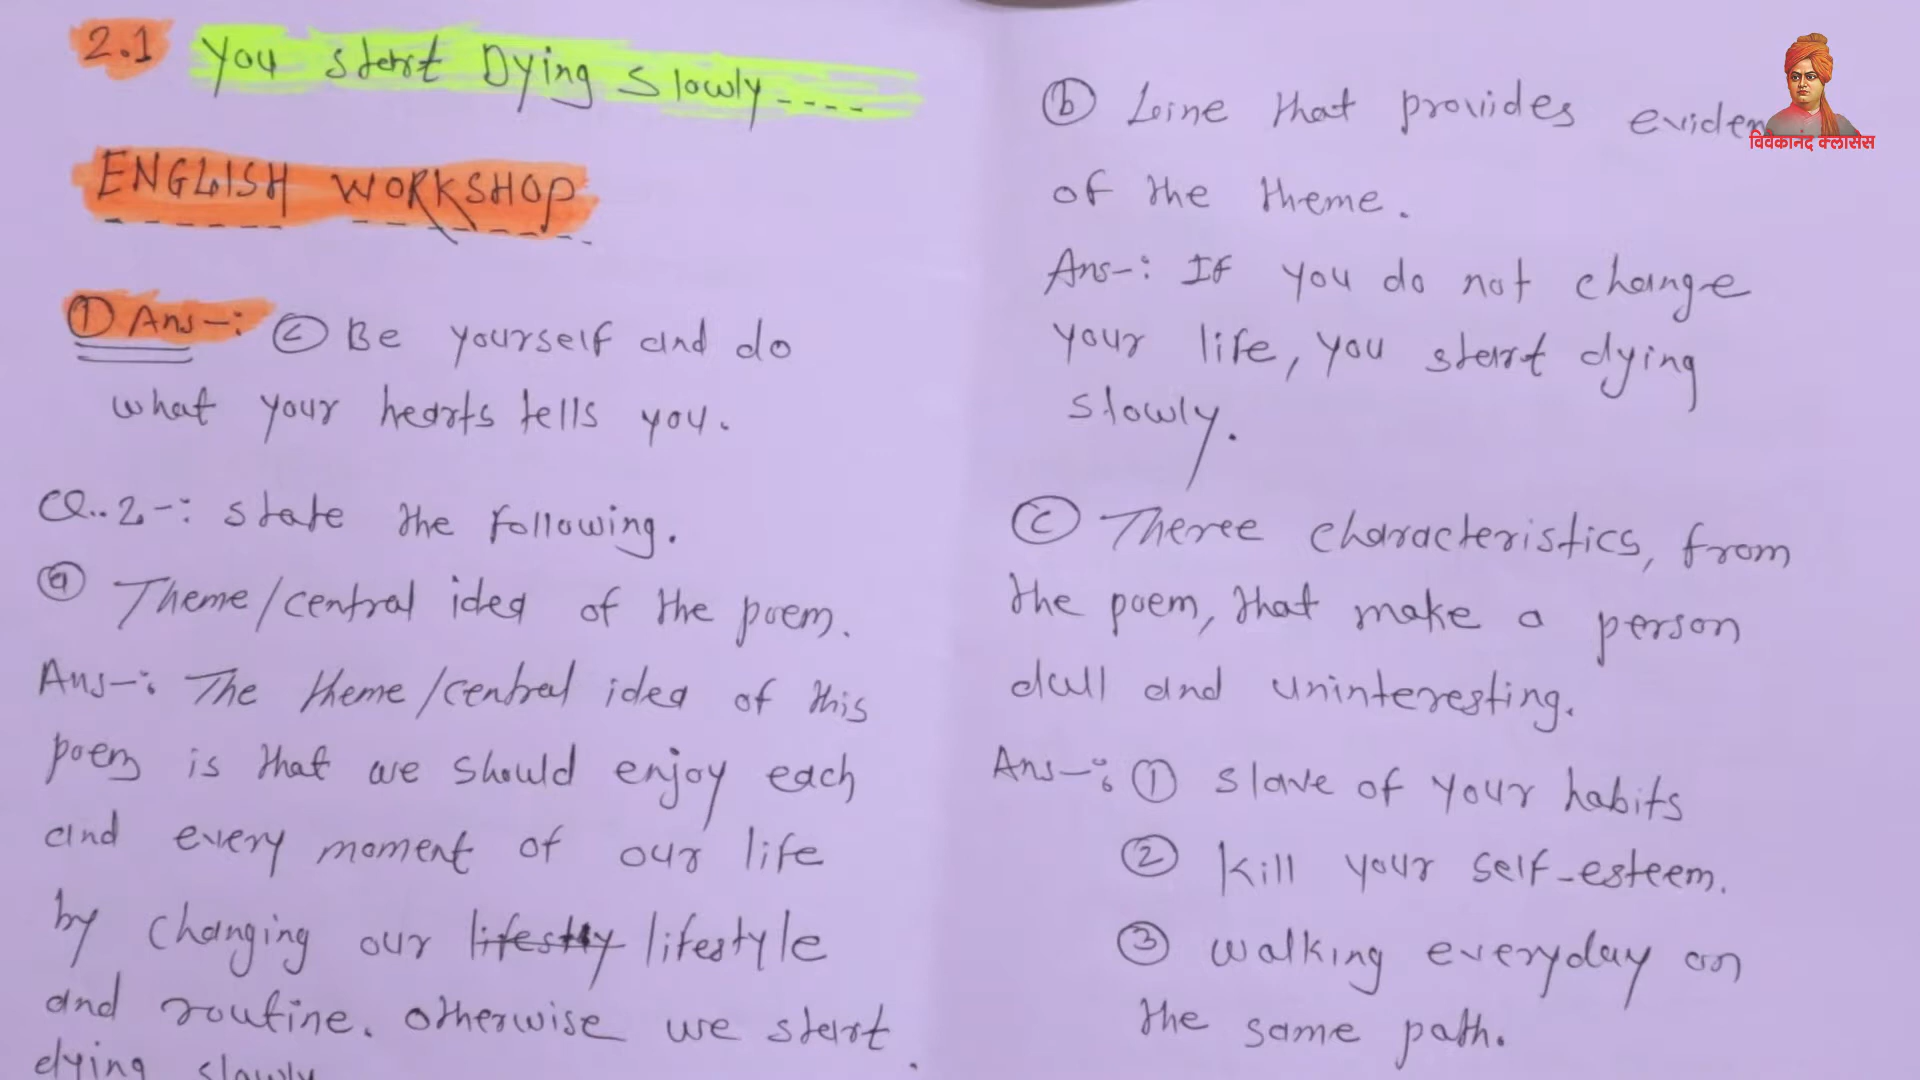 2.1 You start Dying Slowly----
ENGLISH WORKSHOP
① Ans-: ⓒ Be yourself and do
what your hearts tells you.
Q.2-: state the following.
ⓐ Theme/central idea of the poem.
Ans-: The theme/central idea of this
poem is that we should enjoy each
and every moment of our life
by changing our lifestly lifestyle
and routine. otherwise we start
dying slowly
ⓑ Line that provides eviden
of the theme.
Ans-: If you do not change
your life, you start dying
slowly.
ⓒ Theree characteristics, from
the poem, that make a person
dull and uninteresting.
Ans-: ① slave of your habits
② kill your self-esteem.
③ walking everyday on
the same path.
विवेकानंद क्लासेस